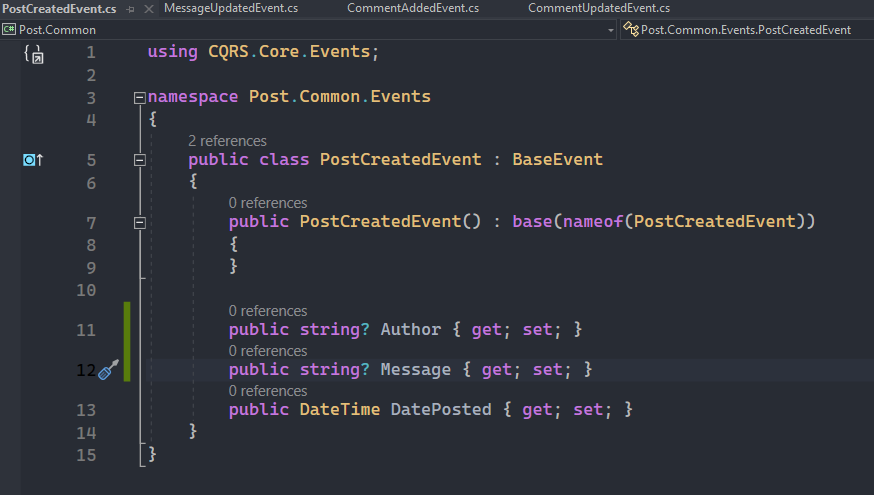 PostCreatedEvent.cs MessageUpdatedEvent.cs CommentAddedEvent.cs CommentUpdatedEvent.cs
C# Post.Common Post.Common.Events.PostCreatedEvent
1 using CQRS.Core.Events;
2
3 namespace Post.Common.Events
4 {
2 references
5 public class PostCreatedEvent : BaseEvent
6 {
0 references
7 public PostCreatedEvent() : base(nameof(PostCreatedEvent))
8 {
9 }
10
0 references
11 public string? Author { get; set; }
0 references
12 public string? Message { get; set; }
0 references
13 public DateTime DatePosted { get; set; }
14 }
15 }